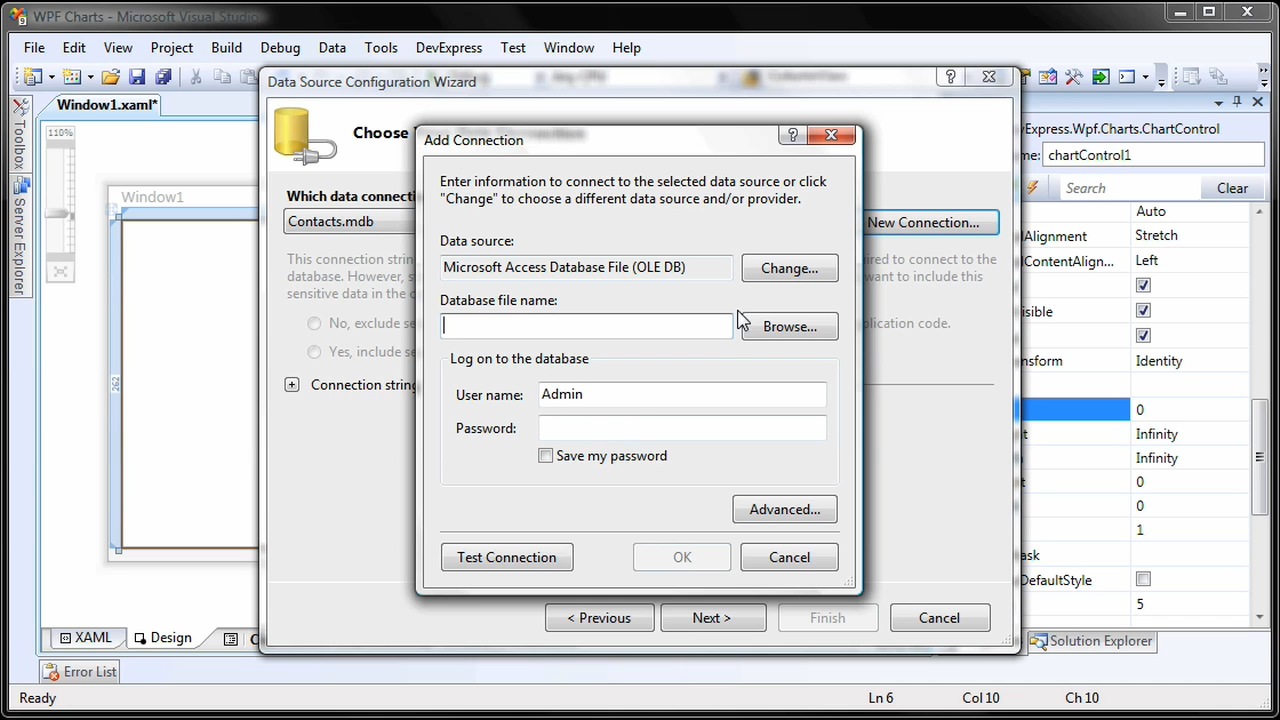 WPF Charts - Microsoft Visual Studio
File Edit View Project Build Debug Data Tools DevExpress Test Window Help
Data Source Configuration Wizard
Window1.xaml*
Express.Wpf.Charts.ChartControl
110%
Choose
Add Connection
me: chartControl1
Toolbox
Enter information to connect to the selected data source or click
"Change" to choose a different data source and/or provider.
Search Clear
Window1
Which data connecti
Auto
Contacts.mdb
New Connection...
Server Explorer
Data source:
lAlignment Stretch
This connection strin
uired to connect to the
Microsoft Access Database File (OLE DB) Change...
lContentAlign... Left
database. However, s
want to include this
sensitive data in the c
Database file name:
isible
No, exclude se
plication code.
Browse...
Yes, include se
Log on to the database
nsform Identity
262
Connection string
User name: Admin
0
Password:
t Infinity
Save my password
Infinity
t 0
Advanced...
0
1
Test Connection OK Cancel
ask
DefaultStyle
5
< Previous Next > Finish Cancel
XAML Design
Solution Explorer
Error List
Ready Ln 6 Col 10 Ch 10